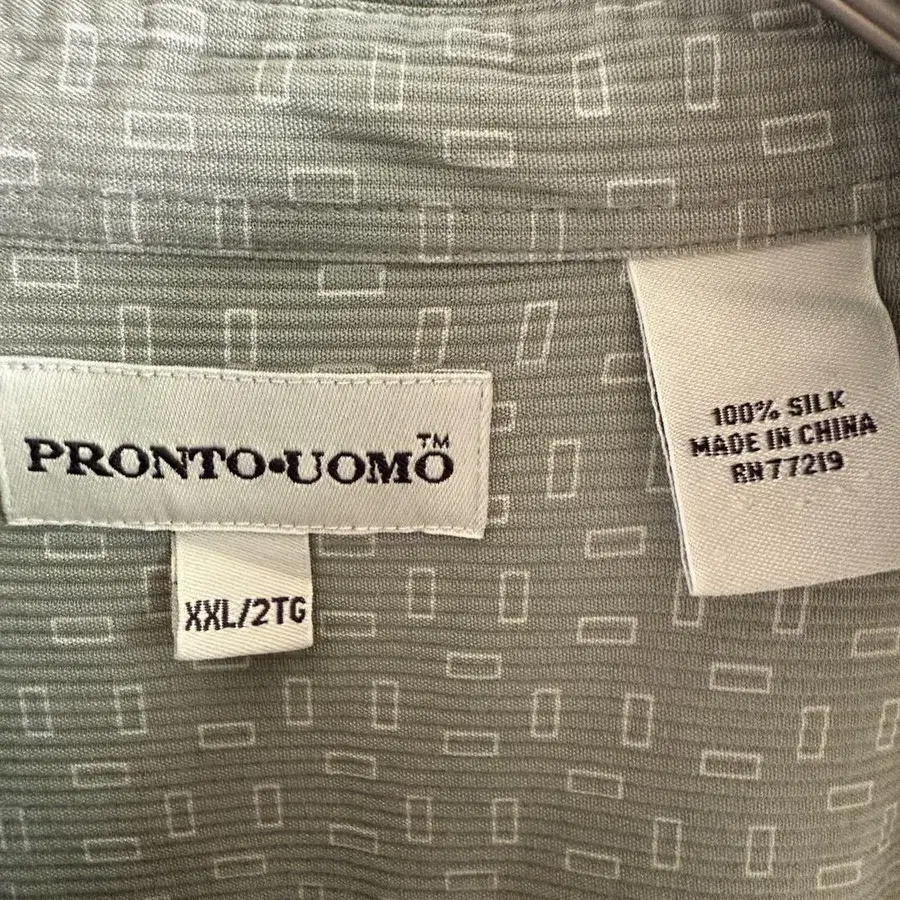 PRONTO•UOMO™
XXL/2TG
100% SILK
MADE IN CHINA
RN77219